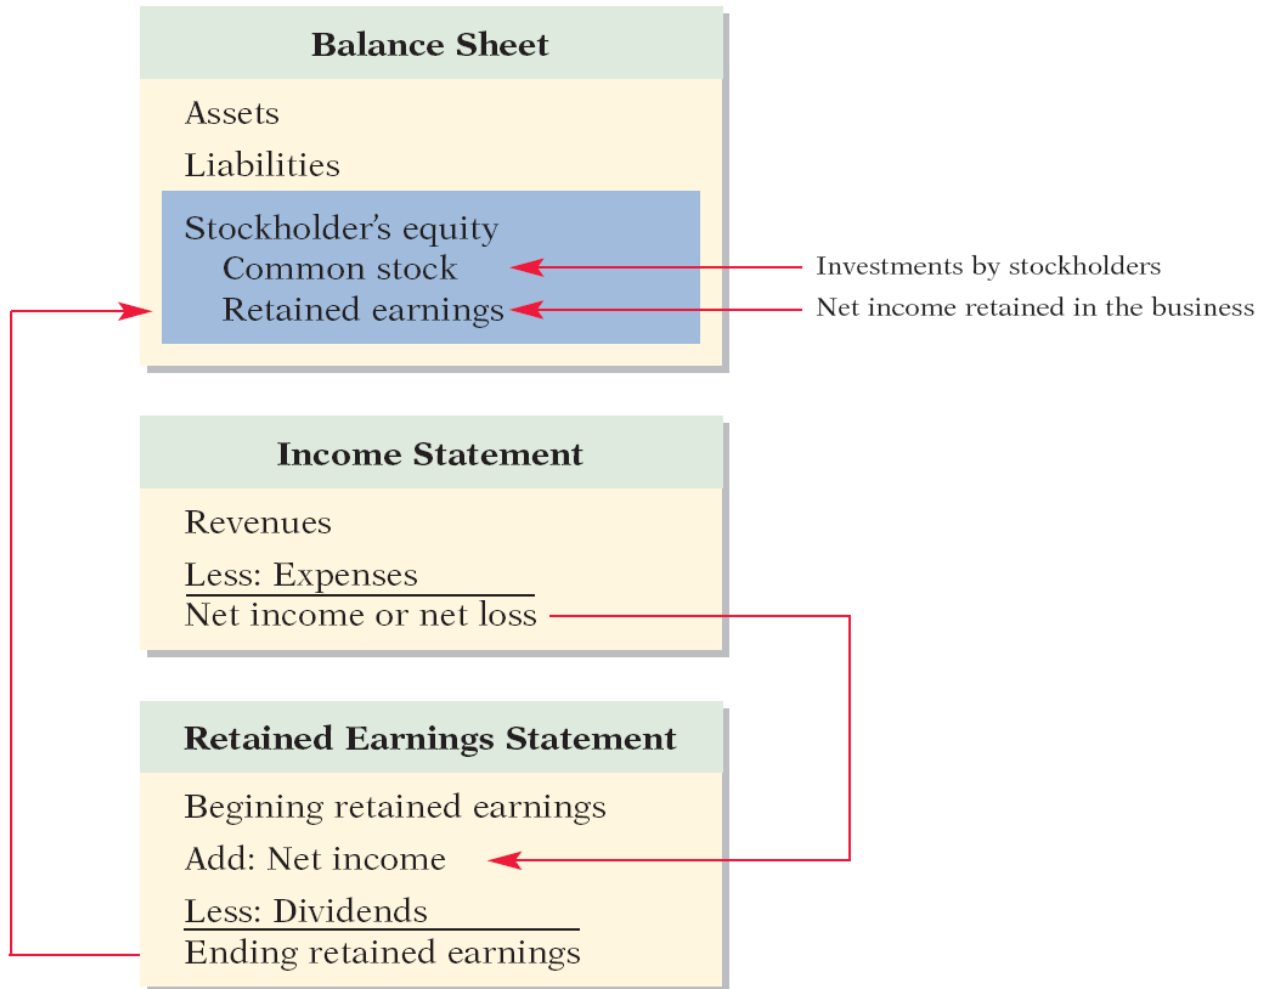 Balance Sheet
Assets
Liabilities
Stockholder's equity
Common stock
Investments by stockholders
Retained earnings
Net income retained in the business
Income Statement
Revenues
Less: Expenses
Net income or net loss
Retained Earnings Statement
Begining retained earnings
Add: Net income
Less: Dividends
Ending retained earnings